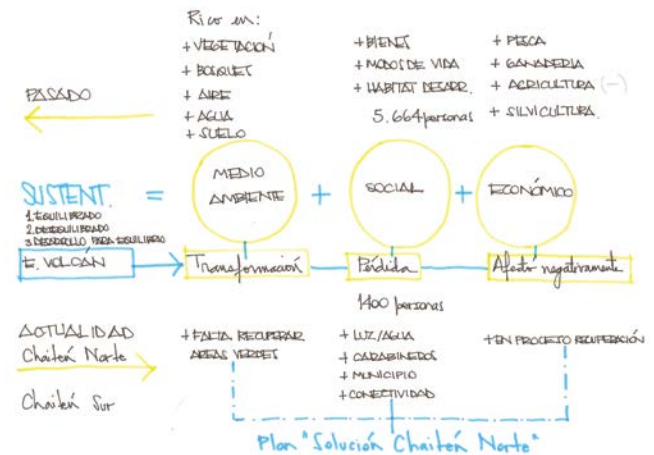 Rico en:
+ VEGETACIÓN
+ BOSQUES
+ AIRE
+ AGUA
+ SUELO
+ BIENES
+ MODOS DE VIDA
+ HABITAT DESARR.
5.664 personas
+ PESCA
+ GANADERIA
+ AGRICULTURA (-)
+ SILVICULTURA.
PASADO
MEDIO
AMBIENTE
+
SOCIAL
+
ECONÓMICO
SUSTENT. =
1. EQUILIBRADO
2. DESEQUILIBRADO
3 DESARROLLO PARA EQUILIBRIO
E. VOLCÁN
Transformación
Pérdida
Afectó negativamente
1400 personas
ACTUALIDAD
Chaitén Norte
Chaitén Sur
+ FALTA RECUPERAR
AREAS VERDES
+ LUZ/AGUA
+ CARABINEROS
+ MUNICIPIO
+ CONECTIVIDAD
+ EN PROCESO RECUPERACIÓN
Plan "Solución Chaitén Norte"